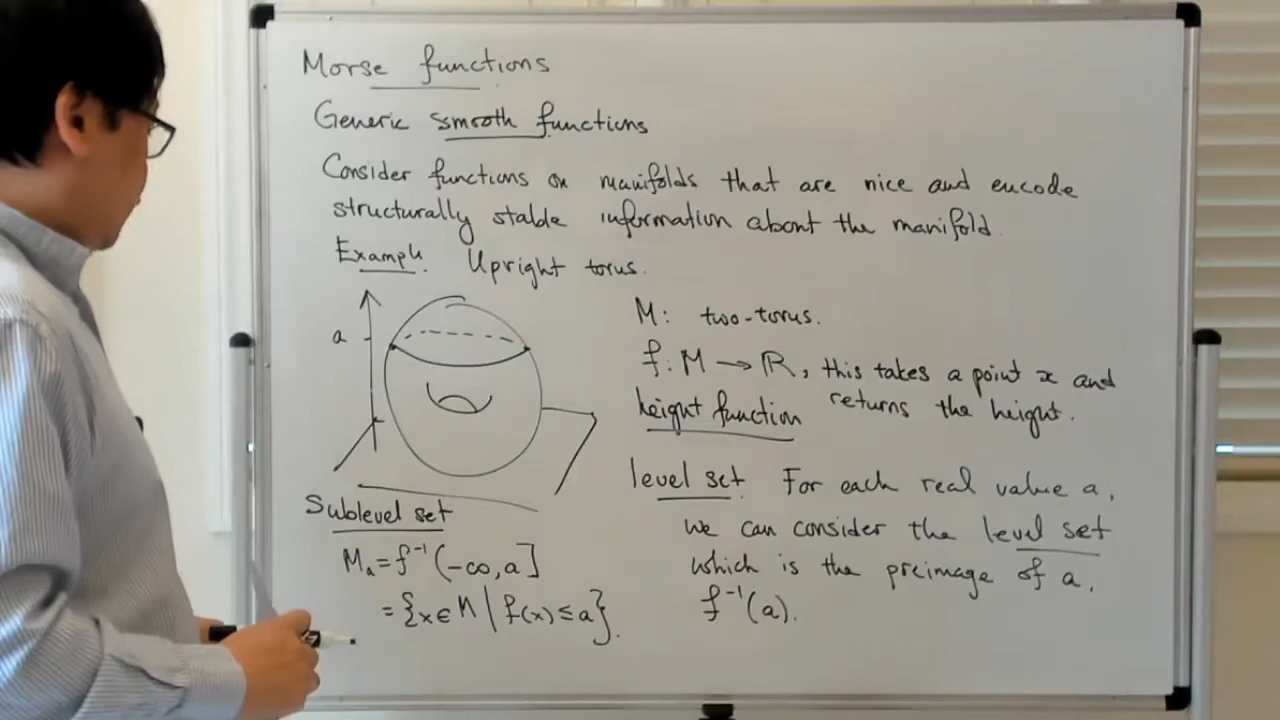 Morse functions
Generic smooth functions
Consider functions on manifolds that are nice and encode
structurally stable information about the manifold.
Example. Upright torus.
a
M: two-torus.
f: M → ℝ, this takes a point x and
height function returns the height.
level set. For each real value a,
we can consider the level set
which is the preimage of a,
f⁻¹(a).
Sublevel set
Mₐ = f⁻¹(-∞, a]
= {x ∈ M | f(x) ≤ a}.